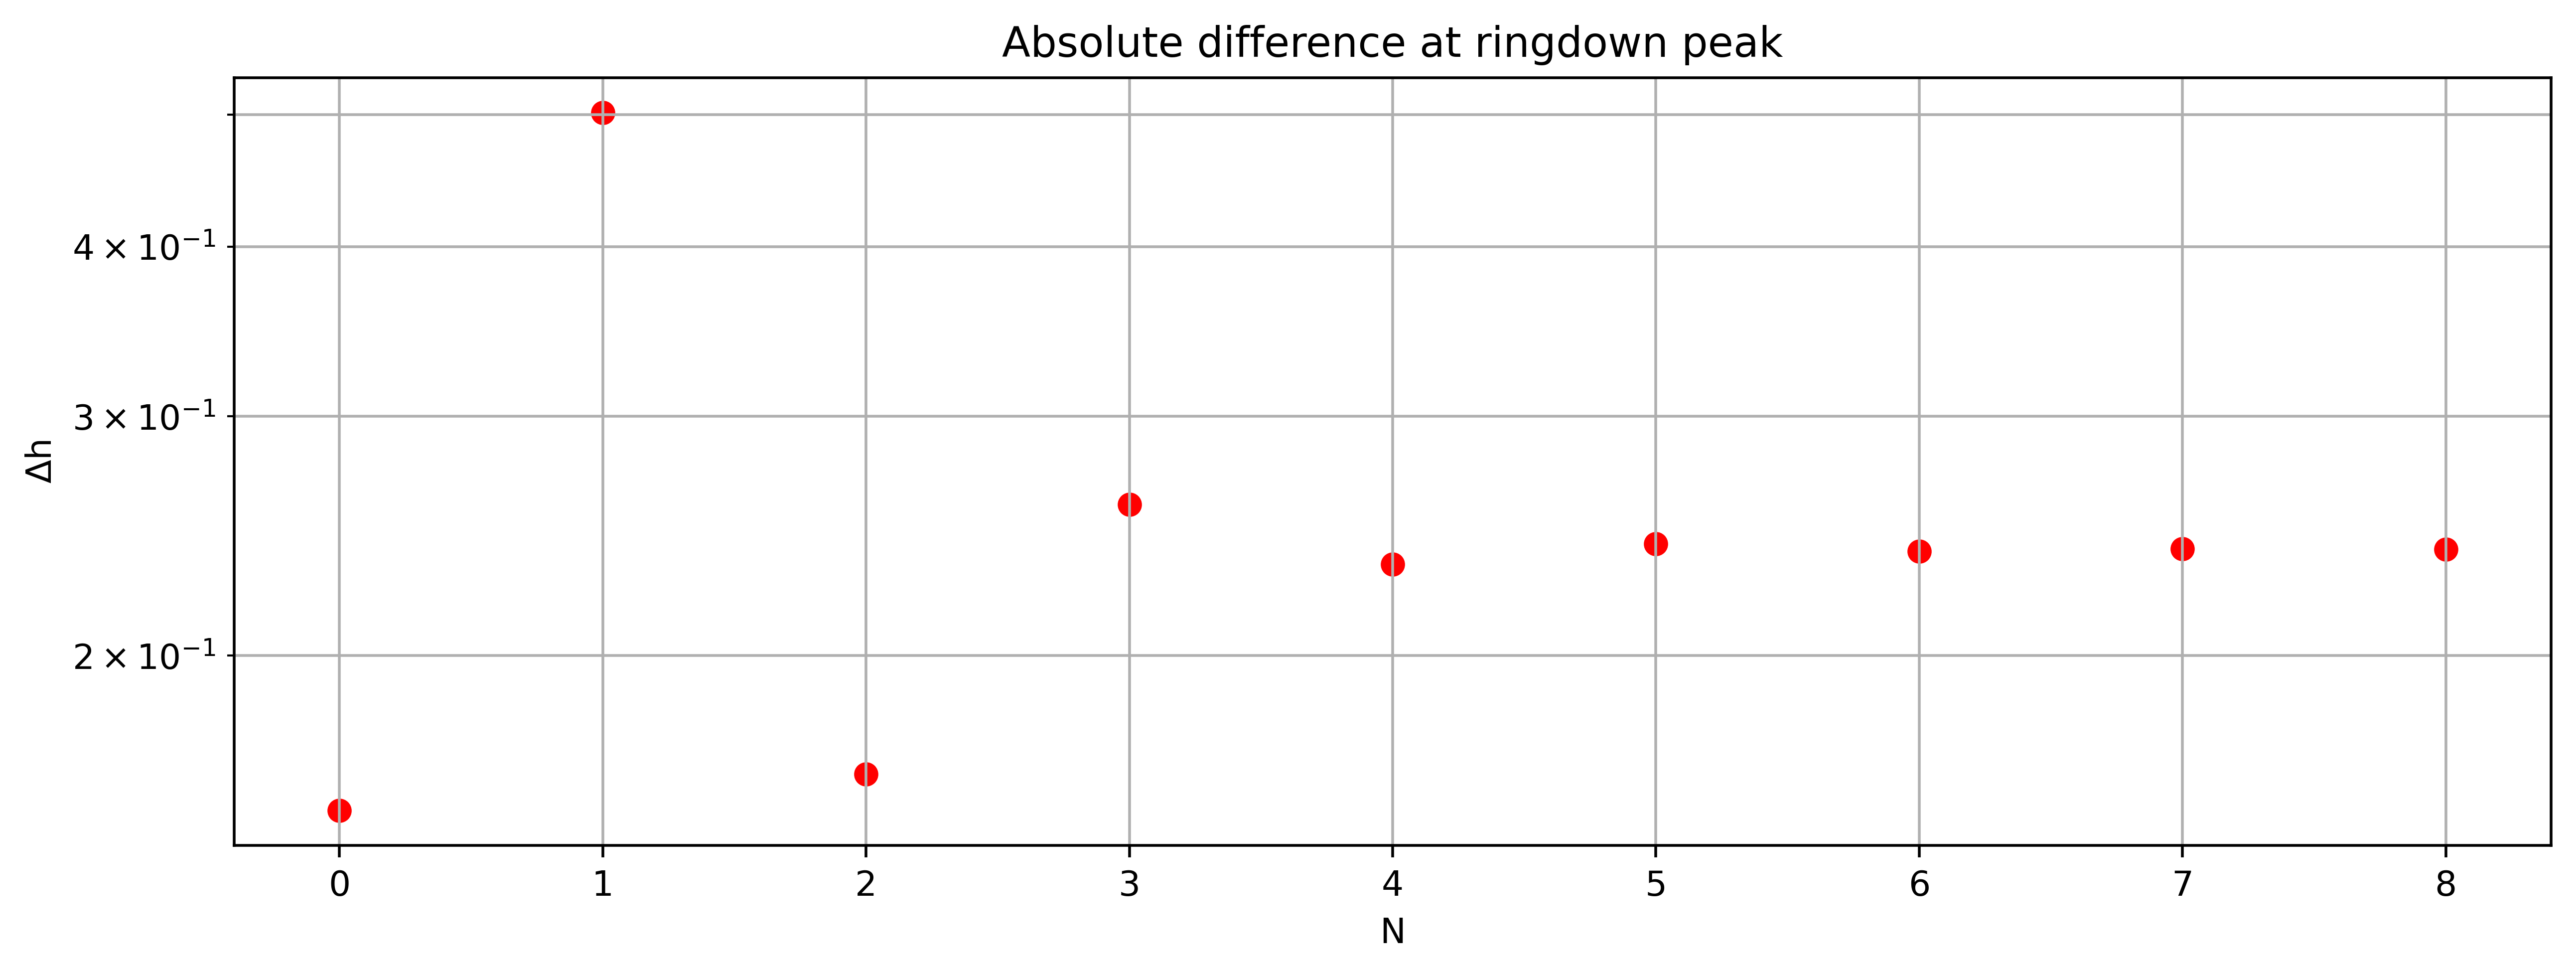 Absolute difference at ringdown peak
4 × 10⁻¹
3 × 10⁻¹
Δh
2 × 10⁻¹
0 1 2 3 4 5 6 7 8
N